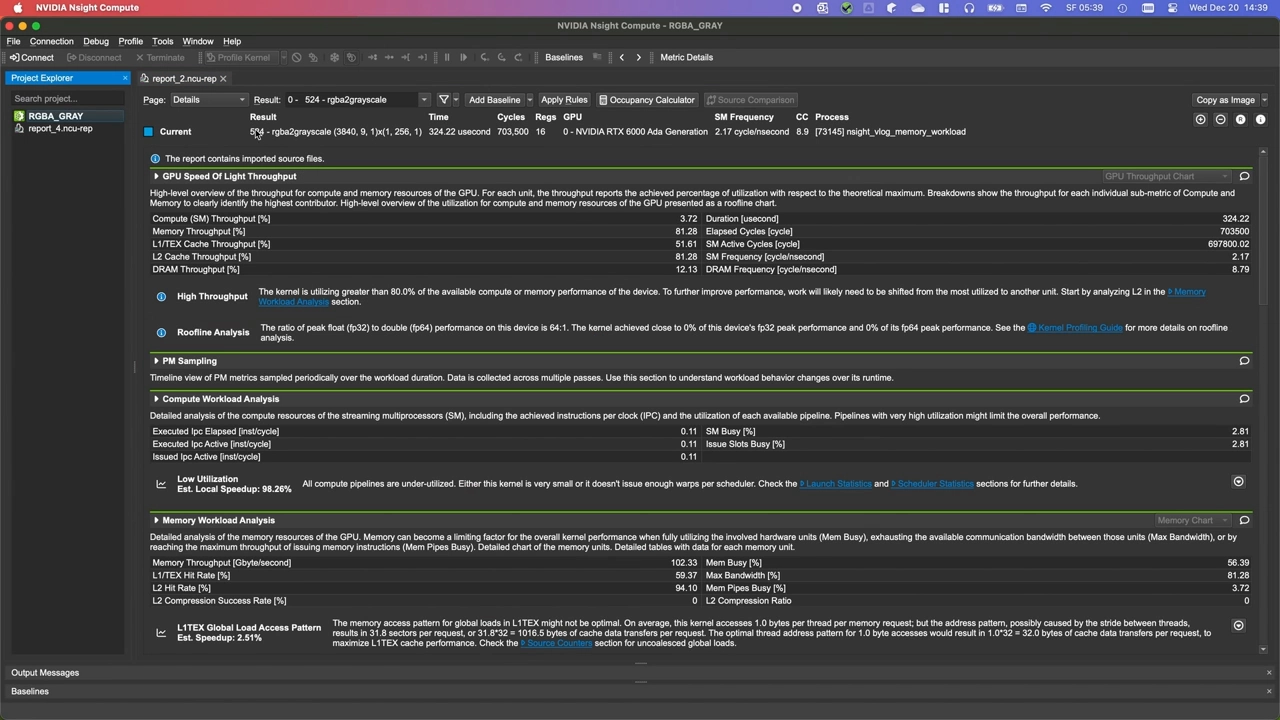 NVIDIA Nsight Compute
SF 05:39
Wed Dec 20 14:39
NVIDIA Nsight Compute - RGBA_GRAY
File Connection Debug Profile Tools Window Help
Connect Disconnect Terminate Profile Kernel Baselines Metric Details
Project Explorer
report_2.ncu-rep
Search project...
RGBA_GRAY
report_4.ncu-rep
Page: Details Result: 0 - 524 - rgba2grayscale Add Baseline Apply Rules Occupancy Calculator Source Comparison Copy as Image
Result Time Cycles Regs GPU SM Frequency CC Process
Current 524 - rgba2grayscale (3840, 9, 1)x(1, 256, 1) 324.22 usecond 703,500 16 0 - NVIDIA RTX 6000 Ada Generation 2.17 cycle/nsecond 8.9 [73145] nsight_vlog_memory_workload
The report contains imported source files.
GPU Speed Of Light Throughput
GPU Throughput Chart
High-level overview of the throughput for compute and memory resources of the GPU. For each unit, the throughput reports the achieved percentage of utilization with respect to the theoretical maximum. Breakdowns show the throughput for each individual sub-metric of Compute and
Memory to clearly identify the highest contributor. High-level overview of the utilization for compute and memory resources of the GPU presented as a roofline chart.
Compute (SM) Throughput [%] 3.72 Duration [usecond] 324.22
Memory Throughput [%] 81.28 Elapsed Cycles [cycle] 703500
L1/TEX Cache Throughput [%] 51.61 SM Active Cycles [cycle] 697800.02
L2 Cache Throughput [%] 81.28 SM Frequency [cycle/nsecond] 2.17
DRAM Throughput [%] 12.13 DRAM Frequency [cycle/nsecond] 8.79
High Throughput
The kernel is utilizing greater than 80.0% of the available compute or memory performance of the device. To further improve performance, work will likely need to be shifted from the most utilized to another unit. Start by analyzing L2 in the Memory
Workload Analysis section.
Roofline Analysis
The ratio of peak float (fp32) to double (fp64) performance on this device is 64:1. The kernel achieved close to 0% of this device's fp32 peak performance and 0% of its fp64 peak performance. See the Kernel Profiling Guide for more details on roofline
analysis.
PM Sampling
Timeline view of PM metrics sampled periodically over the workload duration. Data is collected across multiple passes. Use this section to understand workload behavior changes over its runtime.
Compute Workload Analysis
Detailed analysis of the compute resources of the streaming multiprocessors (SM), including the achieved instructions per clock (IPC) and the utilization of each available pipeline. Pipelines with very high utilization might limit the overall performance.
Executed Ipc Elapsed [inst/cycle] 0.11 SM Busy [%] 2.81
Executed Ipc Active [inst/cycle] 0.11 Issue Slots Busy [%] 2.81
Issued Ipc Active [inst/cycle] 0.11
Low Utilization
Est. Local Speedup: 98.26%
All compute pipelines are under-utilized. Either this kernel is very small or it doesn't issue enough warps per scheduler. Check the Launch Statistics and Scheduler Statistics sections for further details.
Memory Workload Analysis
Memory Chart
Detailed analysis of the memory resources of the GPU. Memory can become a limiting factor for the overall kernel performance when fully utilizing the involved hardware units (Mem Busy), exhausting the available communication bandwidth between those units (Max Bandwidth), or by
reaching the maximum throughput of issuing memory instructions (Mem Pipes Busy). Detailed chart of the memory units. Detailed tables with data for each memory unit.
Memory Throughput [Gbyte/second] 102.33 Mem Busy [%] 56.39
L1/TEX Hit Rate [%] 59.37 Max Bandwidth [%] 81.28
L2 Hit Rate [%] 94.10 Mem Pipes Busy [%] 3.72
L2 Compression Success Rate [%] 0 L2 Compression Ratio 0
L1TEX Global Load Access Pattern
Est. Speedup: 2.51%
The memory access pattern for global loads in L1TEX might not be optimal. On average, this kernel accesses 1.0 bytes per thread per memory request; but the address pattern, possibly caused by the stride between threads,
results in 31.8 sectors per request, or 31.8*32 = 1016.5 bytes of cache data transfers per request. The optimal thread address pattern for 1.0 byte accesses would result in 1.0*32 = 32.0 bytes of cache data transfers per request, to
maximize L1TEX cache performance. Check the Source Counters section for uncoalesced global loads.
Output Messages
Baselines